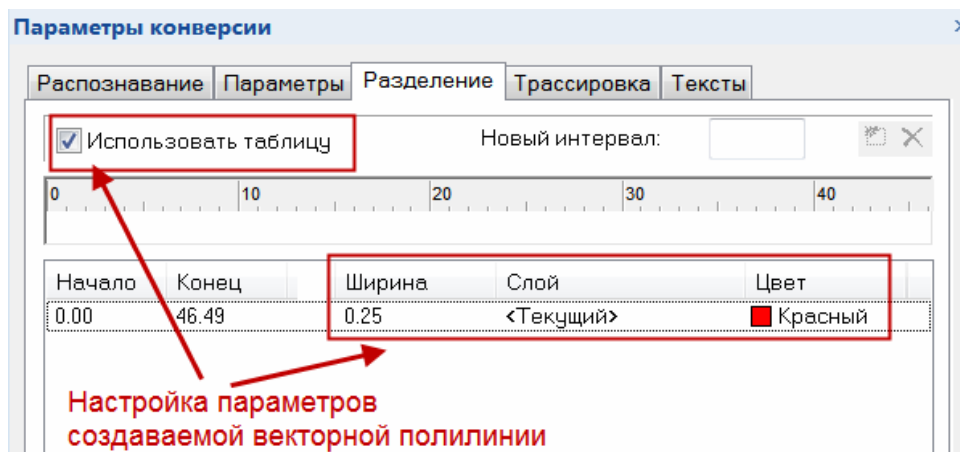 Параметры конверсии
Распознавание Параметры Разделение Трассировка Тексты
Использовать таблицу Новый интервал:
0 10 20 30 40
Начало Конец Ширина Слой Цвет
0.00 46.49 0.25 <Текущий> Красный
Настройка параметров
создаваемой векторной полилинии